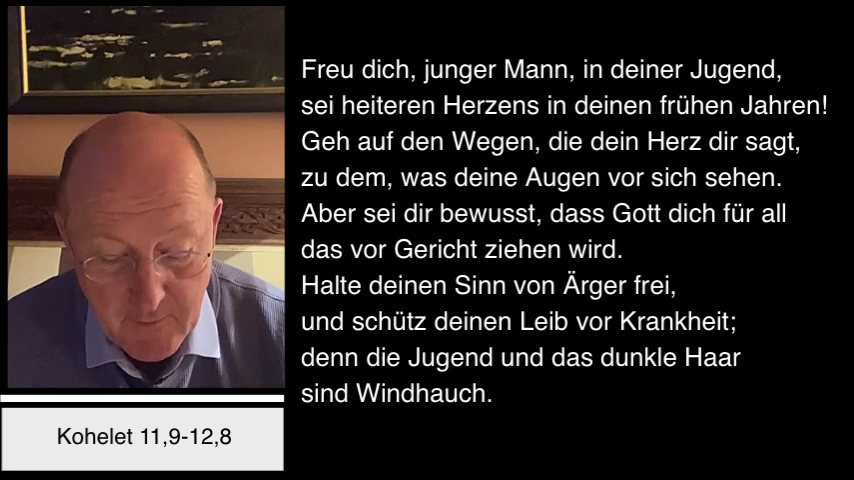 Freu dich, junger Mann, in deiner Jugend,
sei heiteren Herzens in deinen frühen Jahren!
Geh auf den Wegen, die dein Herz dir sagt,
zu dem, was deine Augen vor sich sehen.
Aber sei dir bewusst, dass Gott dich für all
das vor Gericht ziehen wird.
Halte deinen Sinn von Ärger frei,
und schütz deinen Leib vor Krankheit;
denn die Jugend und das dunkle Haar
sind Windhauch.
Kohelet 11,9-12,8